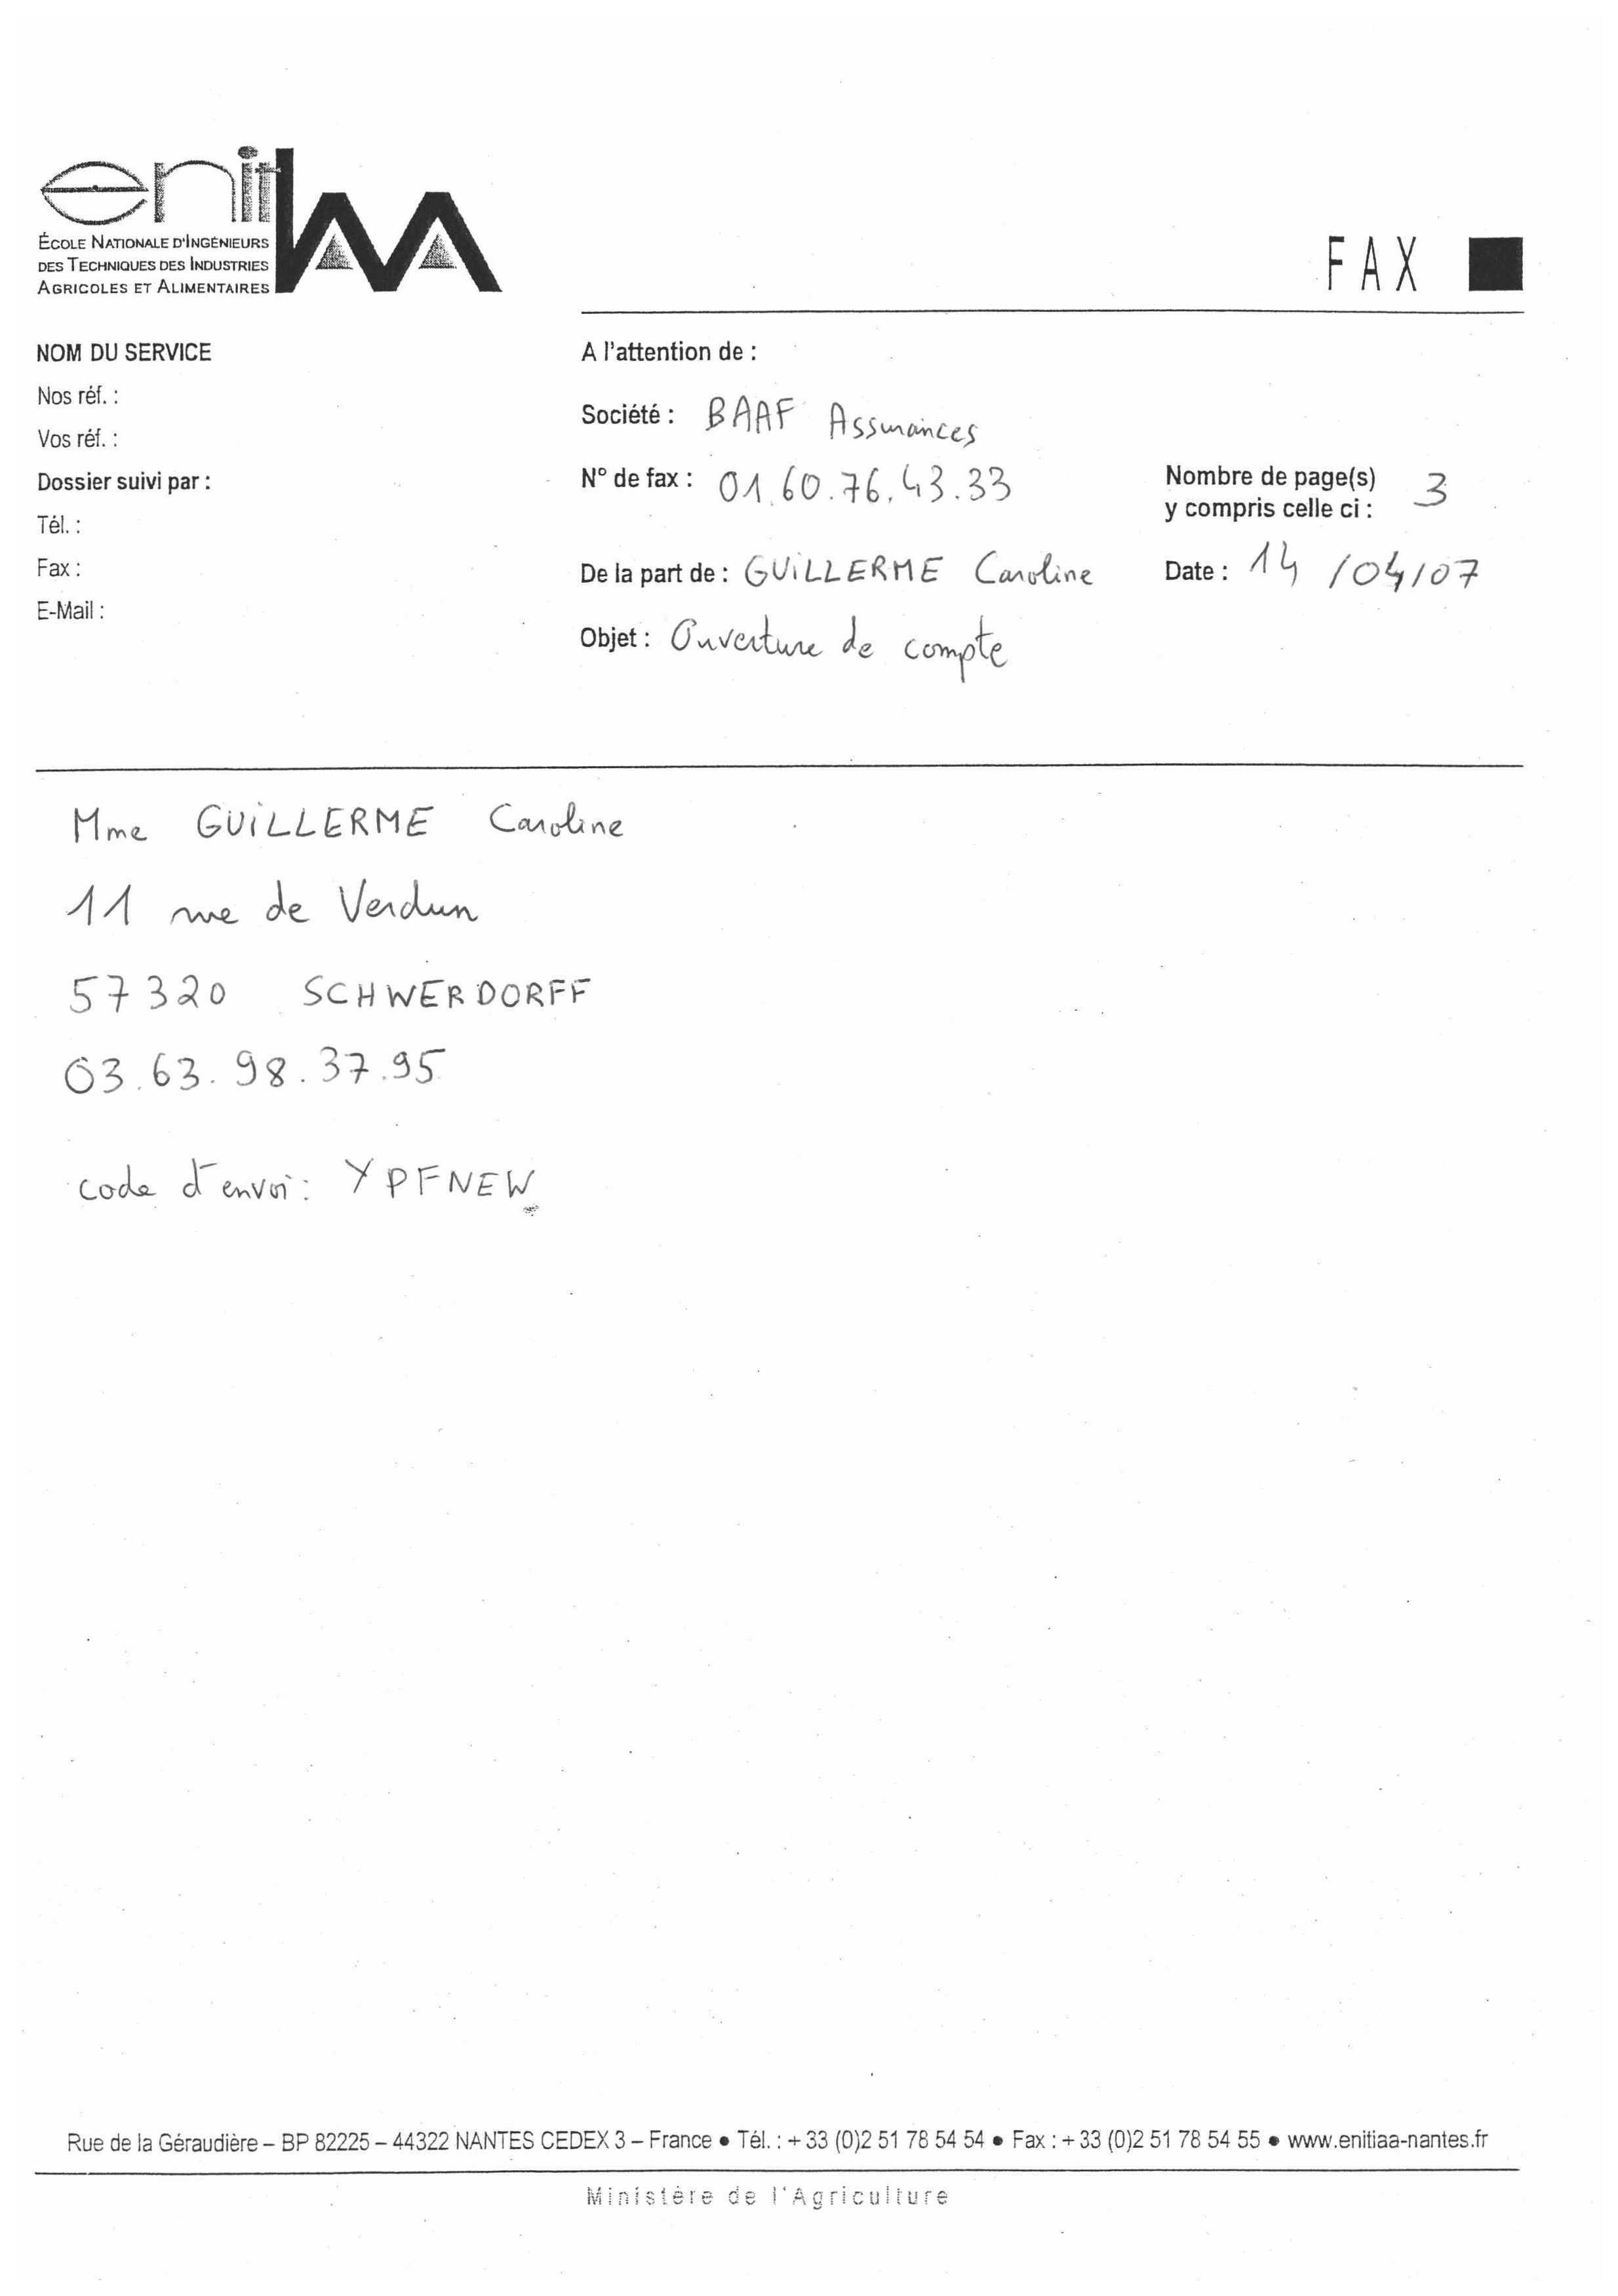 enitIAA
ÉCOLE NATIONALE D'INGÉNIEURS
DES TECHNIQUES DES INDUSTRIES
AGRICOLES ET ALIMENTAIRES
FAX
NOM DU SERVICE
Nos réf. :
Vos réf. :
Dossier suivi par :
Tél. :
Fax :
E-Mail :
A l'attention de :
Société : BAAF Assurances
N° de fax : 01.60.76.43.33
De la part de : GUILLERME Caroline
Objet : Ouverture de compte
Nombre de page(s)
y compris celle ci : 3
Date : 14/04/07
Mme GUILLERME Caroline
11 rue de Verdun
57320 SCHWERDORFF
03.63.98.37.95
code d'envoi : YPFNEW
Rue de la Géraudière – BP 82225 – 44322 NANTES CEDEX 3 – France ● Tél. : + 33 (0)2 51 78 54 54 ● Fax : + 33 (0)2 51 78 54 55 ● www.enitiaa-nantes.fr
Ministère de l'Agriculture